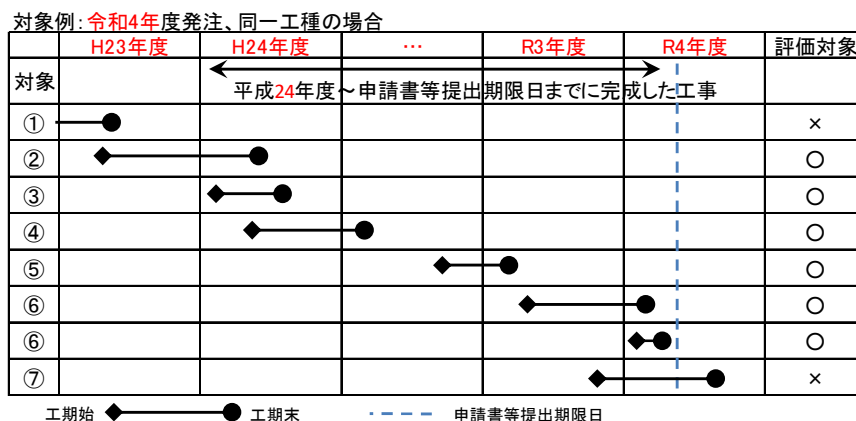 対象例：令和4年度発注、同一工種の場合
H23年度 H24年度 … R3年度 R4年度 評価対象
対象 平成24年度～申請書等提出期限日までに完成した工事
① ×
② ○
③ ○
④ ○
⑤ ○
⑥ ○
⑥ ○
⑦ ×
工期始 工期末 申請書等提出期限日